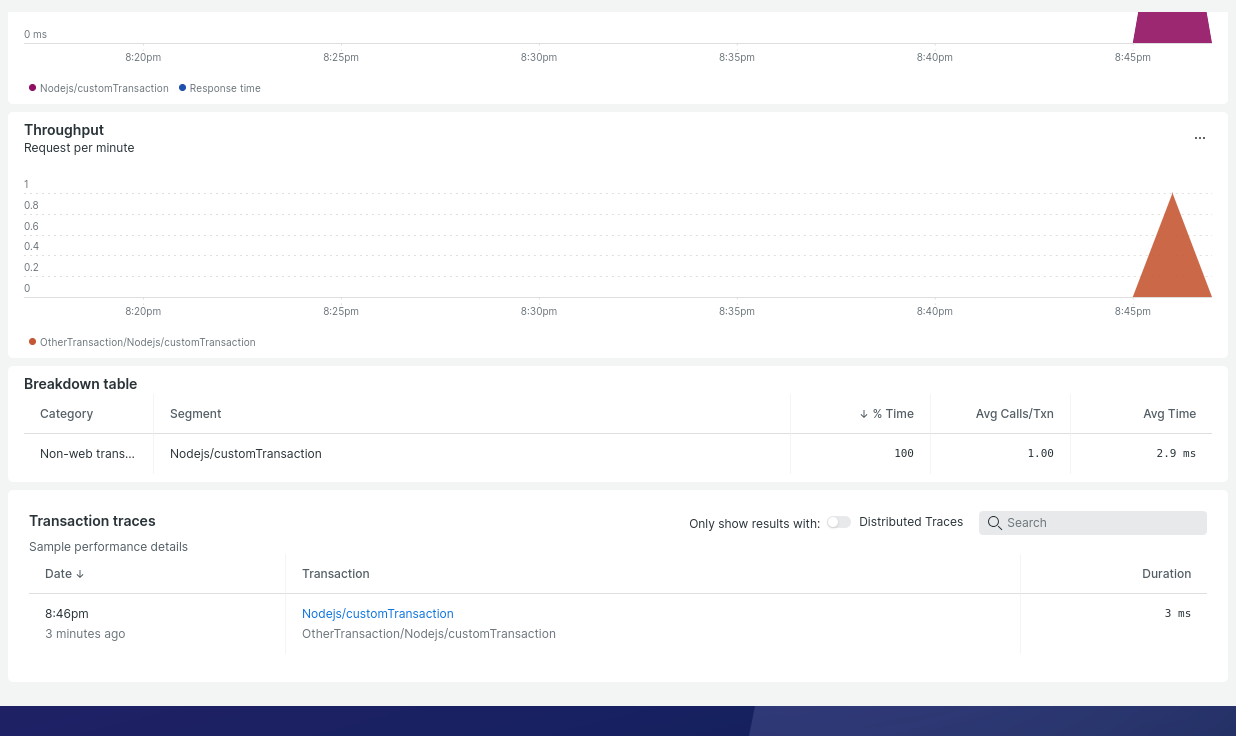 0 ms
8:20pm 8:25pm 8:30pm 8:35pm 8:40pm 8:45pm
Nodejs/customTransaction Response time
Throughput
...
Request per minute
1
0.8
0.6
0.4
0.2
0
8:20pm 8:25pm 8:30pm 8:35pm 8:40pm 8:45pm
OtherTransaction/Nodejs/customTransaction
Breakdown table
Category Segment ↓ % Time Avg Calls/Txn Avg Time
Non-web trans... Nodejs/customTransaction 100 1.00 2.9 ms
Transaction traces Only show results with: Distributed Traces Search
Sample performance details
Date ↓ Transaction Duration
8:46pm Nodejs/customTransaction 3 ms
3 minutes ago OtherTransaction/Nodejs/customTransaction